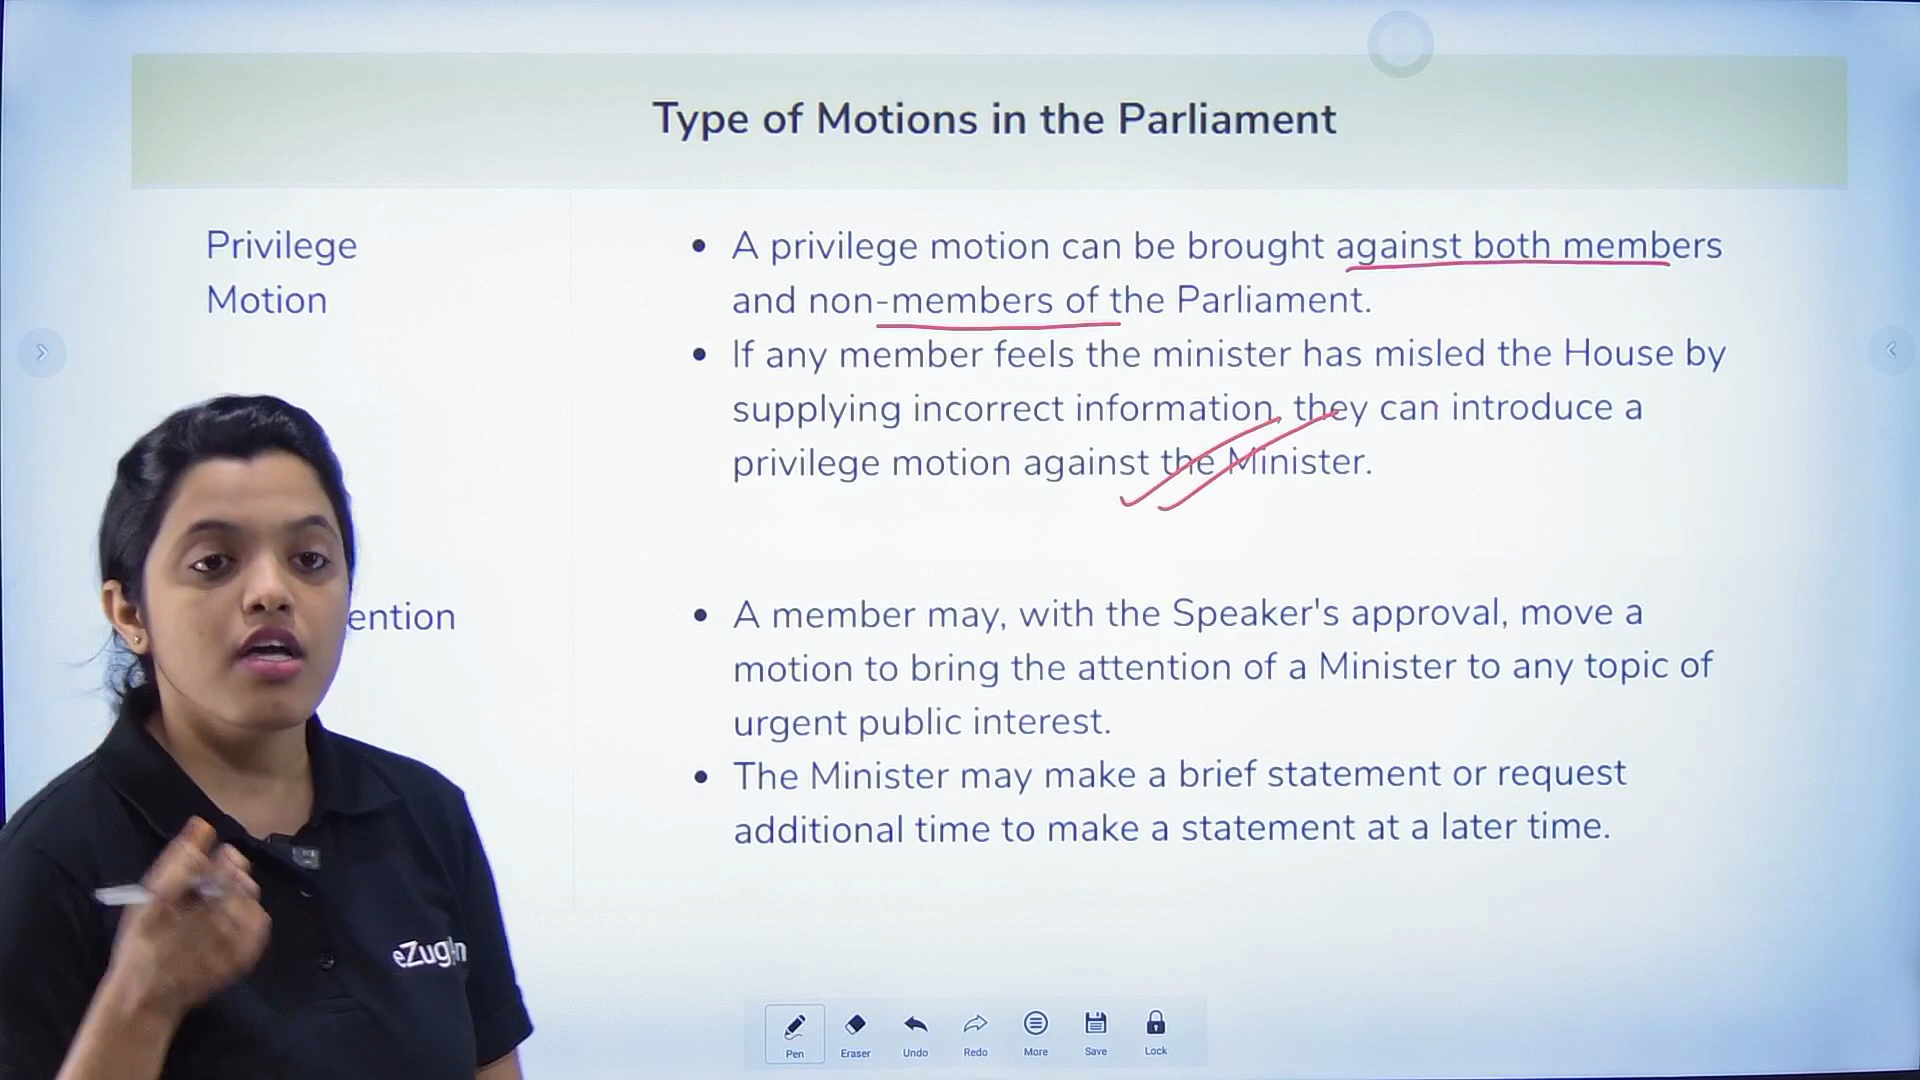 Type of Motions in the Parliament
Privilege
Motion
• A privilege motion can be brought against both members
and non-members of the Parliament.
• If any member feels the minister has misled the House by
supplying incorrect information, they can introduce a
privilege motion against the Minister.
ention
• A member may, with the Speaker's approval, move a
motion to bring the attention of a Minister to any topic of
urgent public interest.
• The Minister may make a brief statement or request
additional time to make a statement at a later time.
Pen Eraser Undo Redo More Save Lock